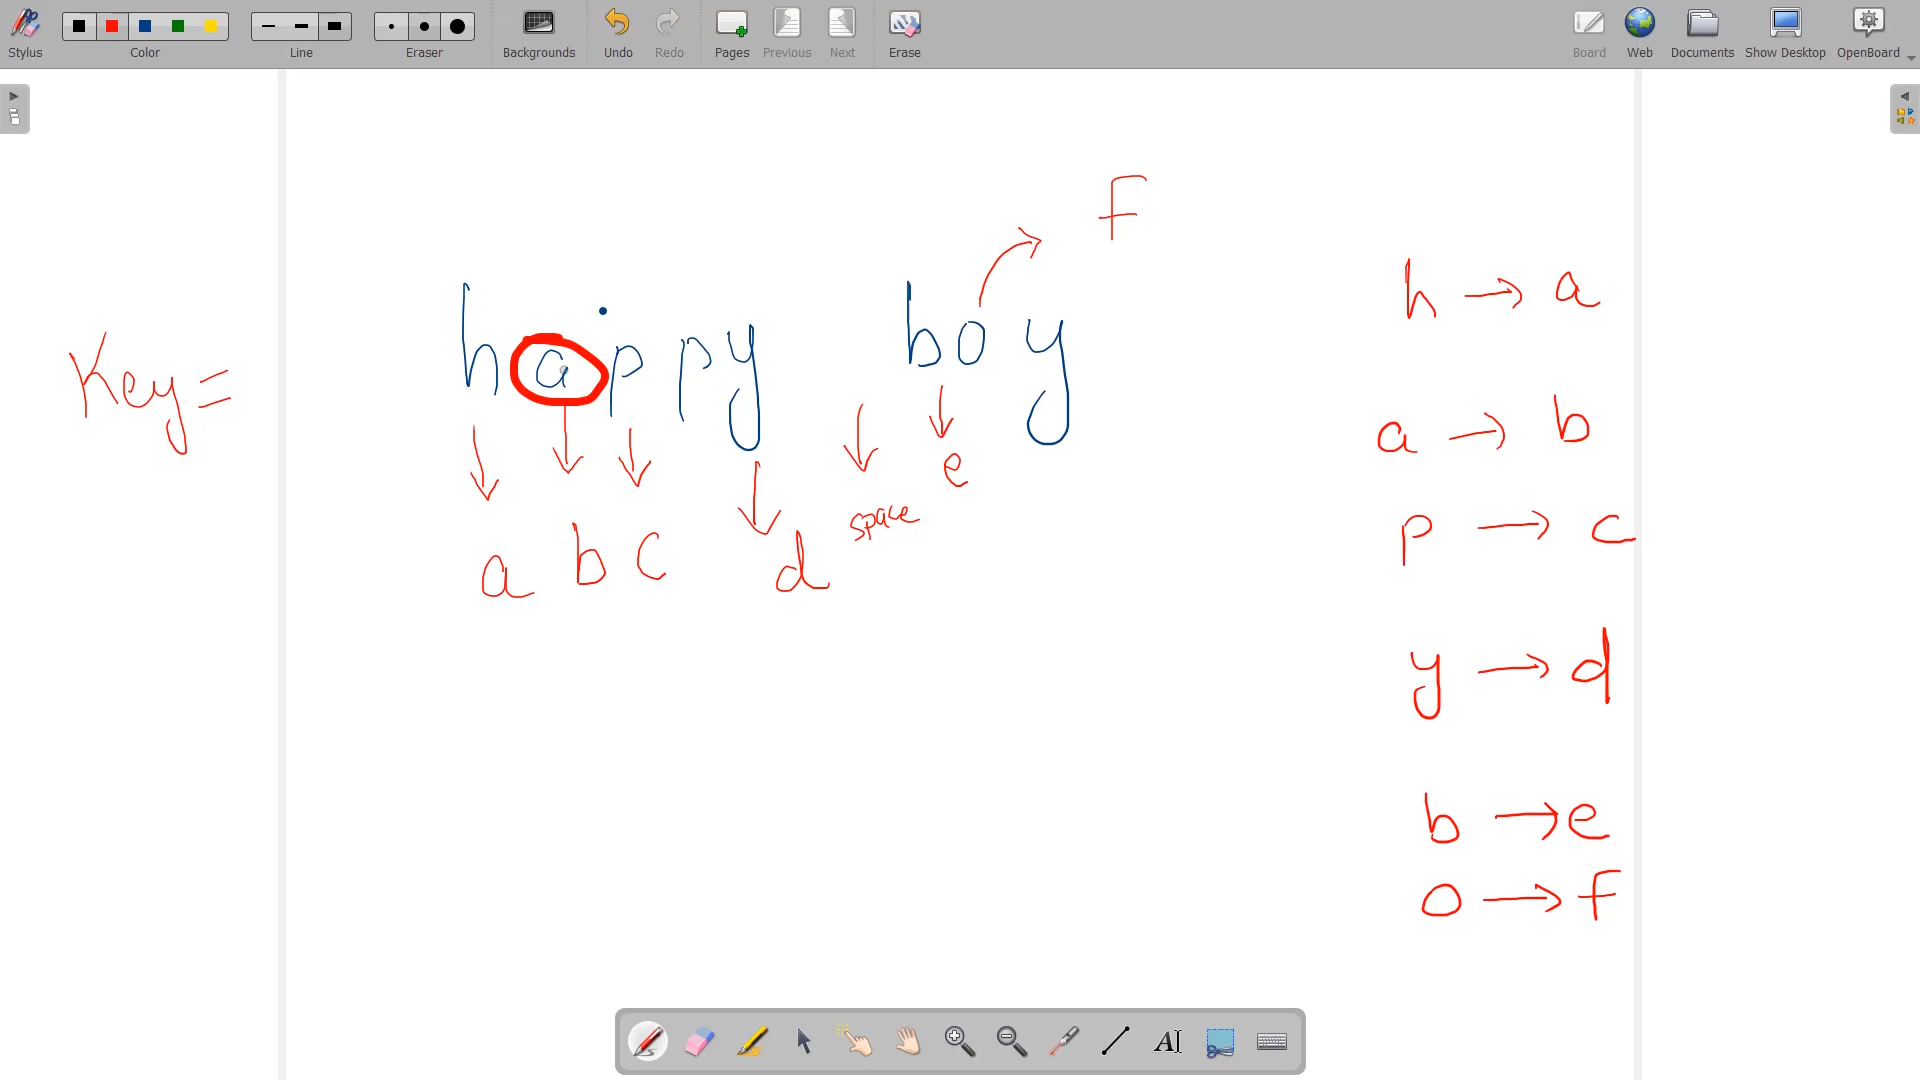 Stylus Color Line Eraser Backgrounds Undo Redo Pages Previous Next Erase Board Web Documents Show Desktop OpenBoard
F
happy boy
Key=
e
space
a b c d
h → a
a → b
p → c
y → d
b → e
o → f